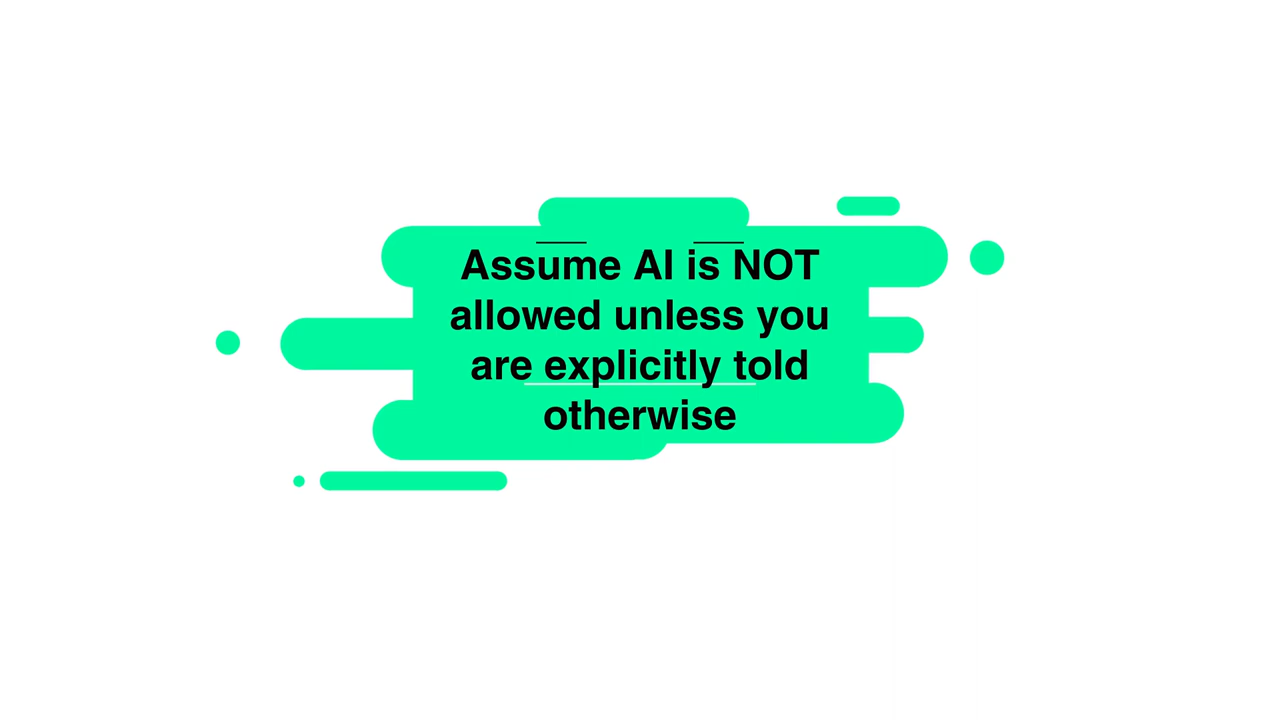 Assume AI is NOT
allowed unless you
are explicitly told
otherwise